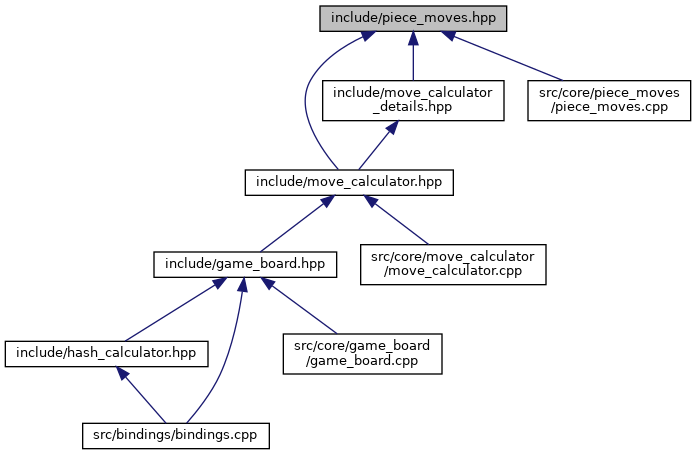 include/piece_moves.hpp
include/move_calculator
_details.hpp
src/core/piece_moves
/piece_moves.cpp
include/move_calculator.hpp
src/core/move_calculator
/move_calculator.cpp
include/game_board.hpp
include/hash_calculator.hpp
src/core/game_board
/game_board.cpp
src/bindings/bindings.cpp